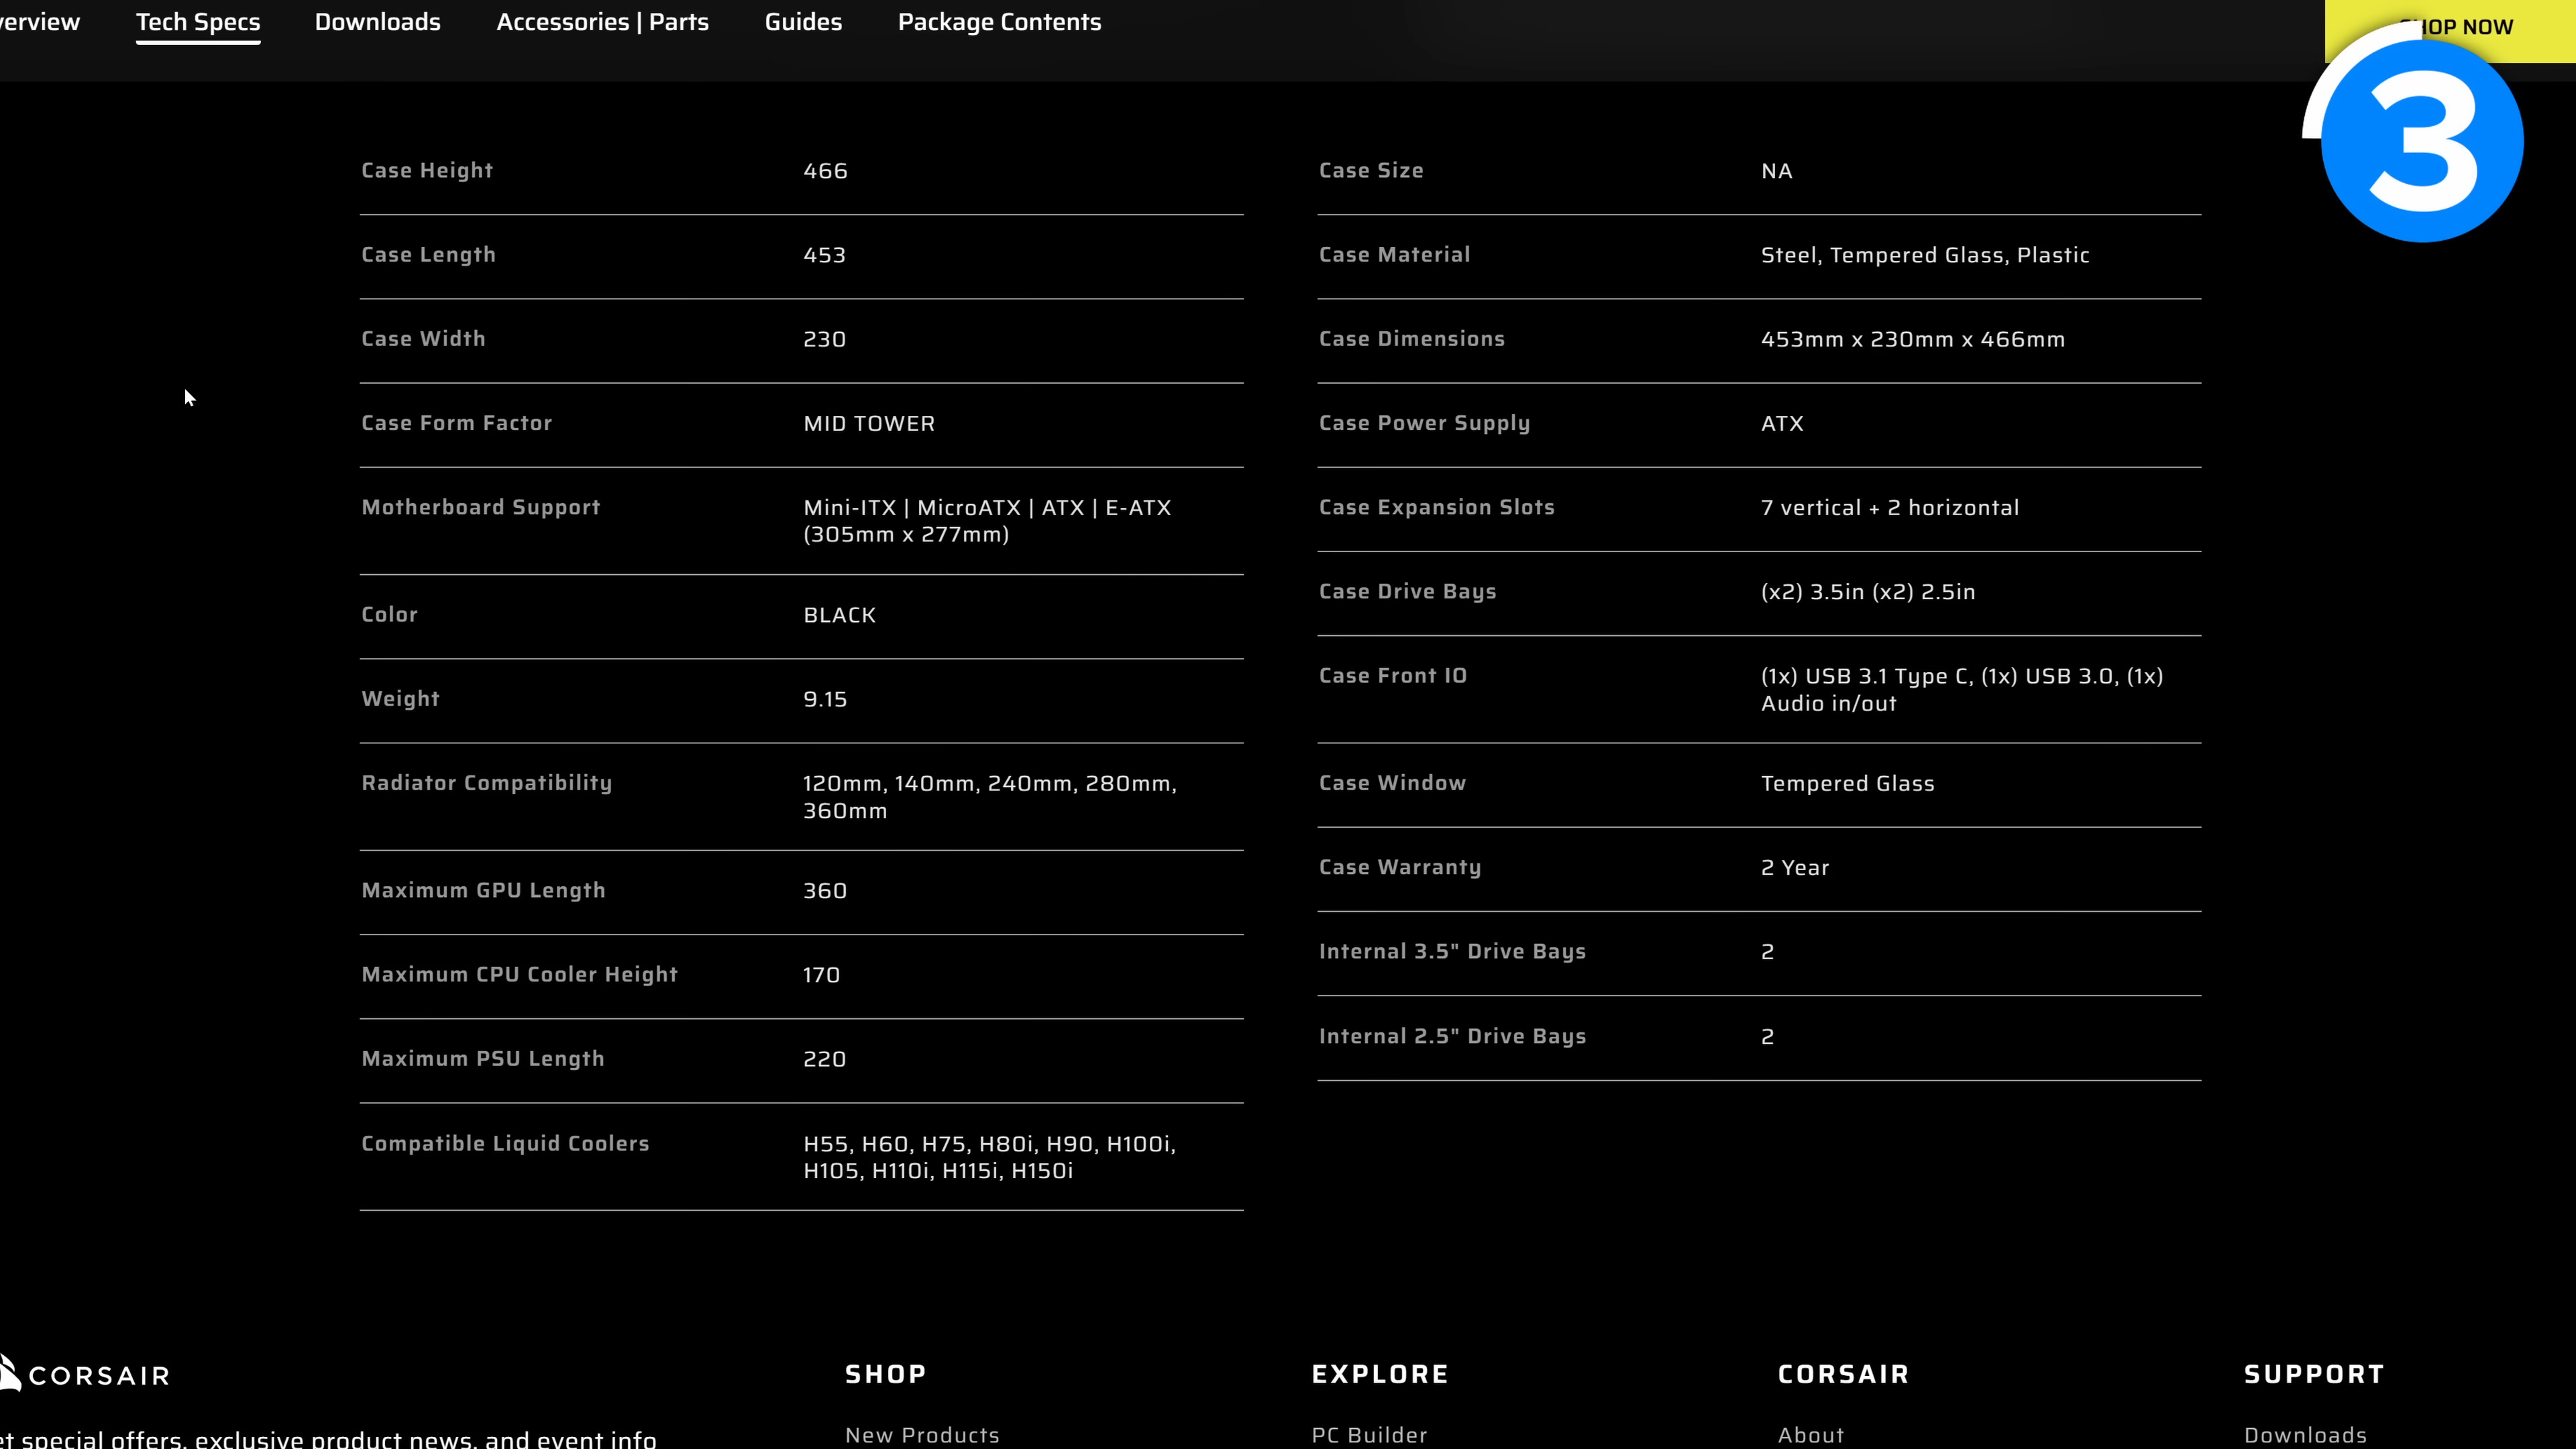 Tech Specs
Downloads
Accessories | Parts
Guides
Package Contents
NOW
3
Case Height
466
Case Length
453
Case Width
230
Case Form Factor
MID TOWER
Motherboard Support
Mini-ITX | MicroATX | ATX | E-ATX
(305mm x 277mm)
Color
BLACK
Weight
9.15
Radiator Compatibility
120mm, 140mm, 240mm, 280mm,
360mm
Maximum GPU Length
360
Maximum CPU Cooler Height
170
Maximum PSU Length
220
Compatible Liquid Coolers
H55, H60, H75, H80i, H90, H100i,
H105, H110i, H115i, H150i
Case Size
NA
Case Material
Steel, Tempered Glass, Plastic
Case Dimensions
453mm x 230mm x 466mm
Case Power Supply
ATX
Case Expansion Slots
7 vertical + 2 horizontal
Case Drive Bays
(x2) 3.5in (x2) 2.5in
Case Front IO
(1x) USB 3.1 Type C, (1x) USB 3.0, (1x)
Audio in/out
Case Window
Tempered Glass
Case Warranty
2 Year
Internal 3.5" Drive Bays
2
Internal 2.5" Drive Bays
2
CORSAIR
special offers, exclusive product news, and event info
SHOP
New Products
EXPLORE
PC Builder
CORSAIR
About
SUPPORT
Downloads